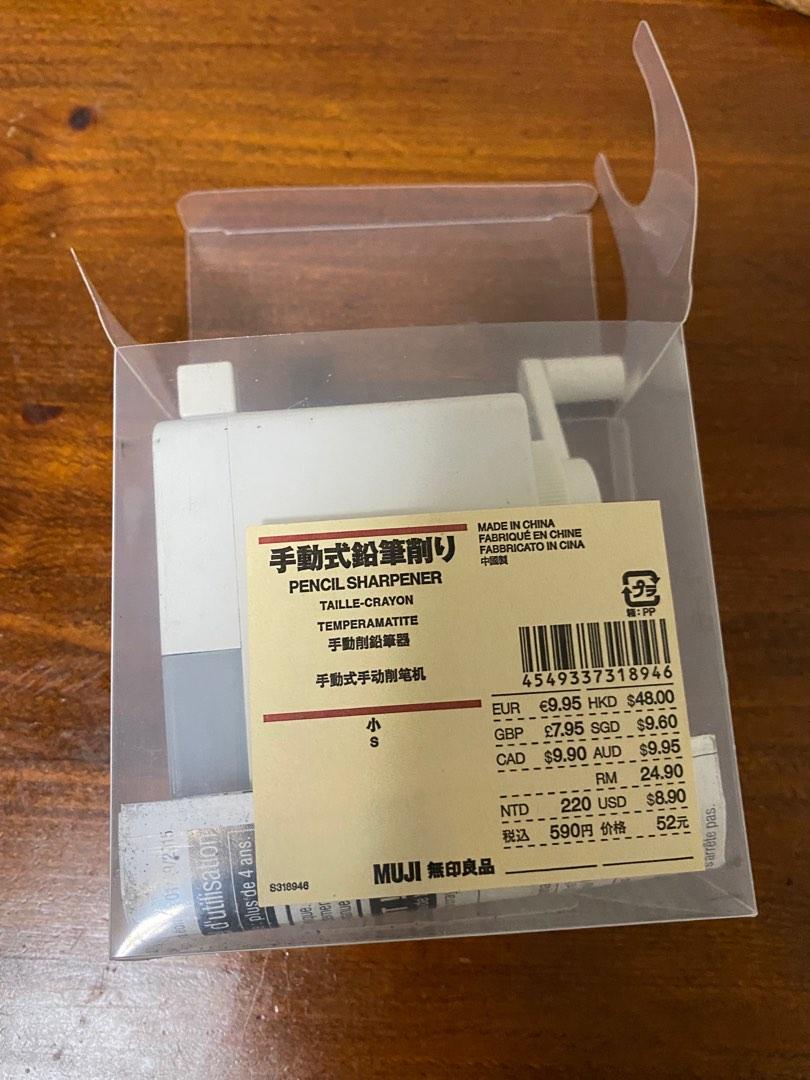 手動式鉛筆削り
PENCIL SHARPENER
TAILLE-CRAYON
TEMPERAMATITE
手動削鉛筆器
手動式手动削笔机
小
S
MADE IN CHINA
FABRIQUÉ EN CHINE
FABBRICATO IN CINA
中國製
プラ
箱:PP
4549337318946
EUR €9.95 HKD $48.00
GBP £7.95 SGD $9.60
CAD $9.90 AUD $9.95
RM 24.90
NTD 220 USD $8.90
税込 590円 价格 52元
S318946
MUJI 無印良品
d'utilisation
plus de 4 ans.
arrête pas.